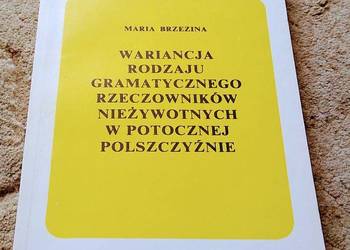 MARIA BRZEZINA
WARIANCJA
RODZAJU
GRAMATYCZNEGO
RZECZOWNIKÓW
NIEŻYWOTNYCH
W POTOCZNEJ
POLSZCZYŹNIE